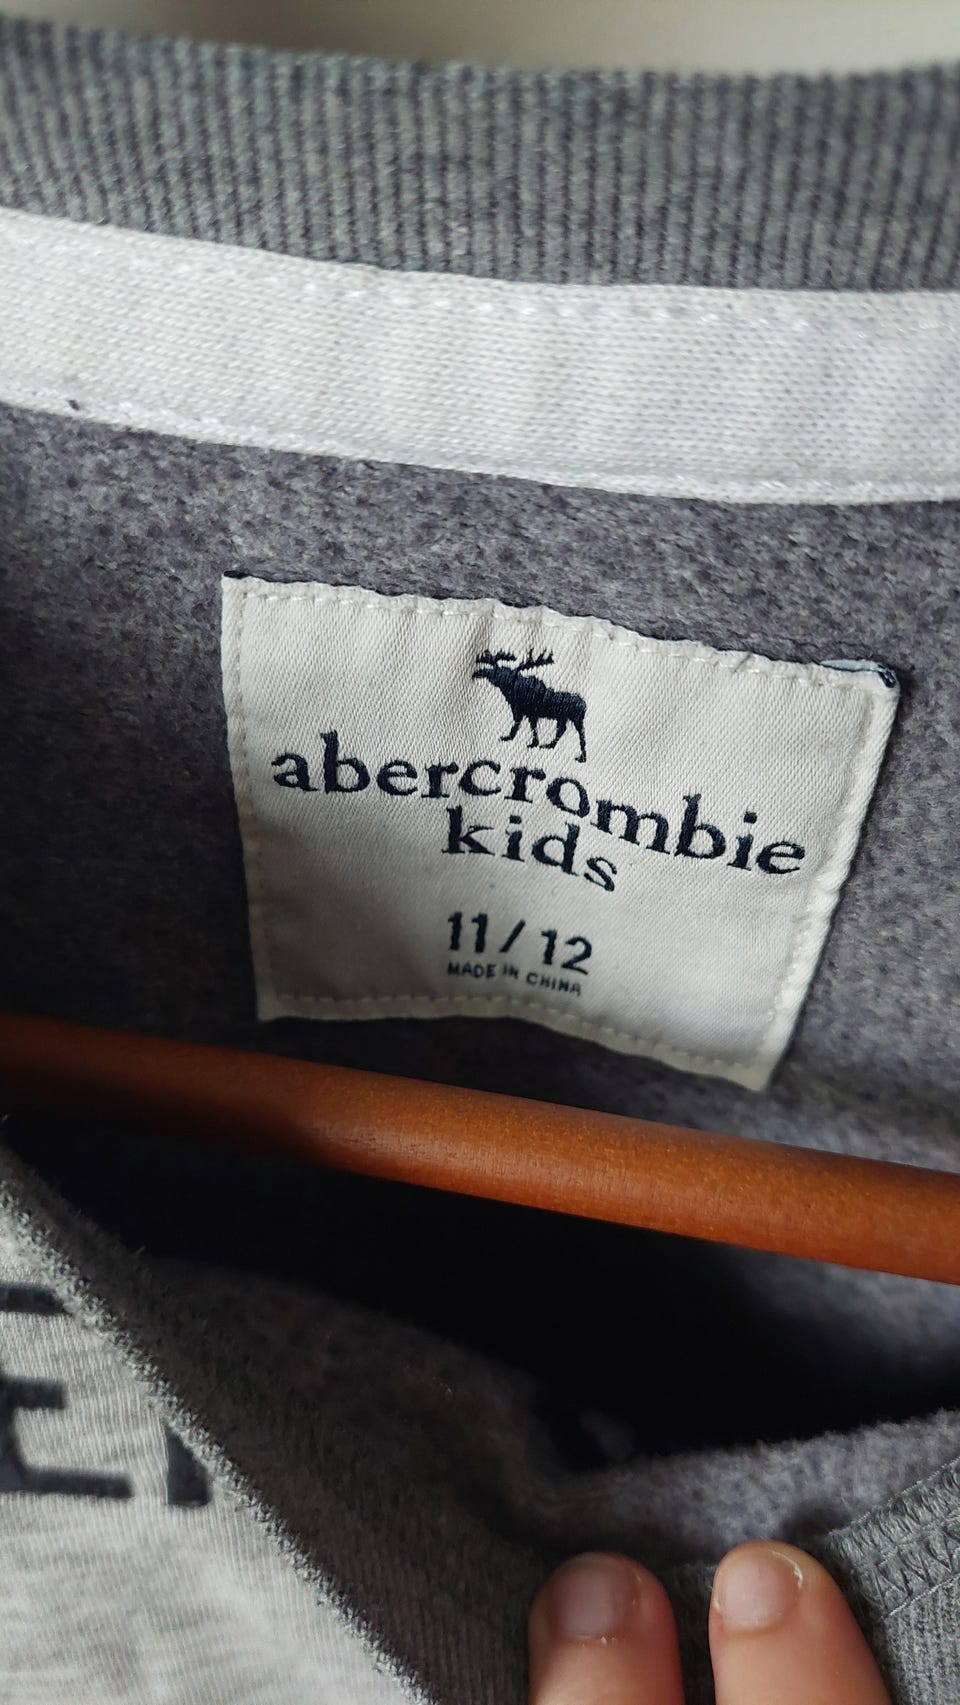 abercrombie
kids
11/12
MADE IN CHINA